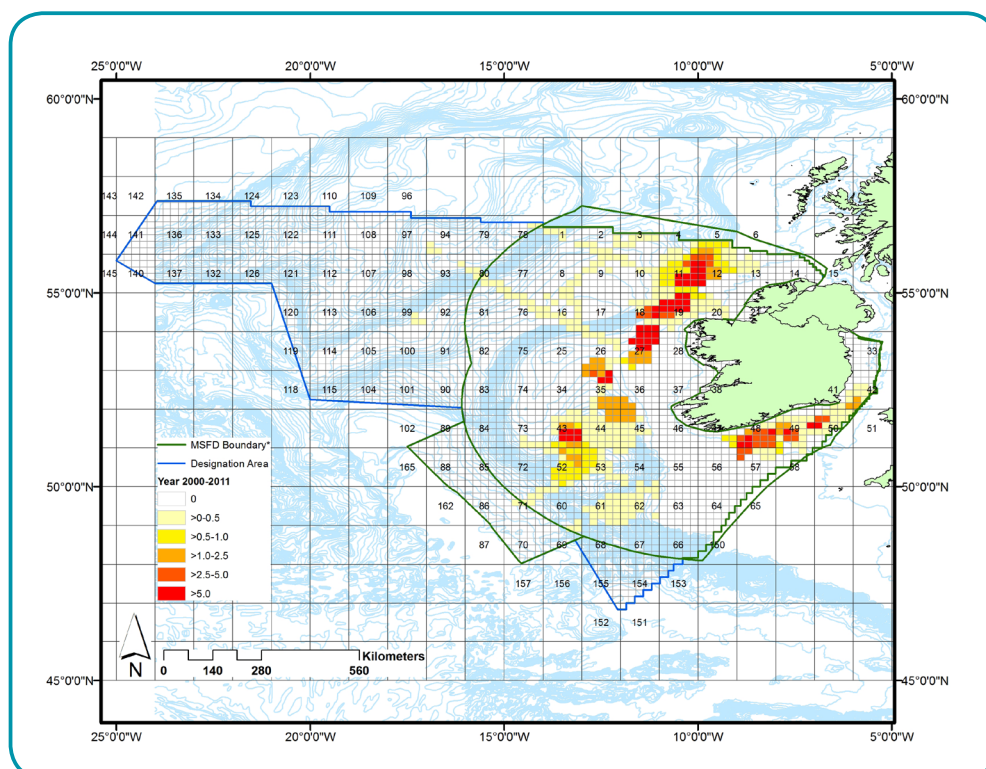 25°0'0"W 20°0'0"W 15°0'0"W 10°0'0"W 5°0'0"W
60°0'0"N 60°0'0"N
143 142 135 134 124 123 110 109 96
144 141 136 133 125 122 111 108 97 94 79 78 1 2 3 4 5 6
145 140 137 132 126 121 112 107 98 93 80 77 8 9 10 11 12 13 14 15
55°0'0"N 55°0'0"N
120 113 106 99 92 81 76 16 17 18 19 20
119 114 105 100 91 82 75 25 26 27 28 33
118 115 104 101 90 83 74 34 35 36 37 38 41 42
102 89 84 73 43 44 45 46 47 48 49 50 51
MSFD Boundary*
Designation Area
165 88 85 72 52 53 54 55 56 57 58
50°0'0"N 50°0'0"N
Year 2000-2011
0
>0-0.5
>0.5-1.0
>1.0-2.5
>2.5-5.0
>5.0
162 86 71 60 61 62 63 64 65
87 70 69 68 67 66 160
157 156 155 154 153
152 151
N
Kilometers
0 140 280 560
45°0'0"N 45°0'0"N
25°0'0"W 20°0'0"W 15°0'0"W 10°0'0"W 5°0'0"W